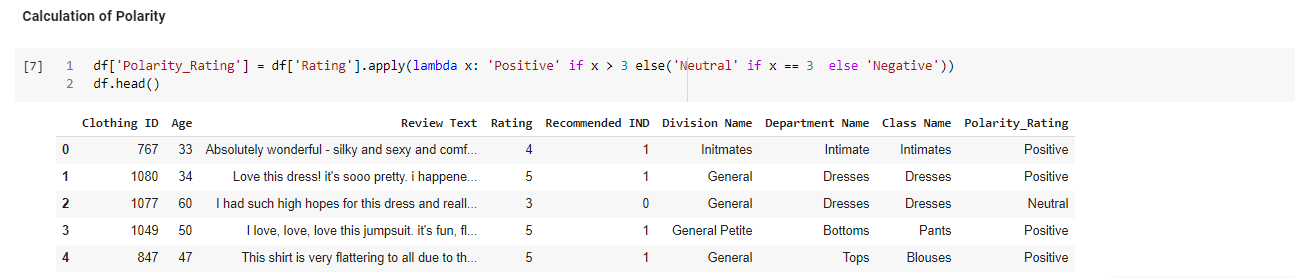 Calculation of Polarity
[7] 1 df['Polarity_Rating'] = df['Rating'].apply(lambda x: 'Positive' if x > 3 else('Neutral' if x == 3  else 'Negative'))
2 df.head()
Clothing ID Age Review Text Rating Recommended IND Division Name Department Name Class Name Polarity_Rating
0 767 33 Absolutely wonderful - silky and sexy and comf... 4 1 Initmates Intimate Intimates Positive
1 1080 34 Love this dress! it's sooo pretty. i happene... 5 1 General Dresses Dresses Positive
2 1077 60 I had such high hopes for this dress and reall... 3 0 General Dresses Dresses Neutral
3 1049 50 I love, love, love this jumpsuit. it's fun, fl... 5 1 General Petite Bottoms Pants Positive
4 847 47 This shirt is very flattering to all due to th... 5 1 General Tops Blouses Positive